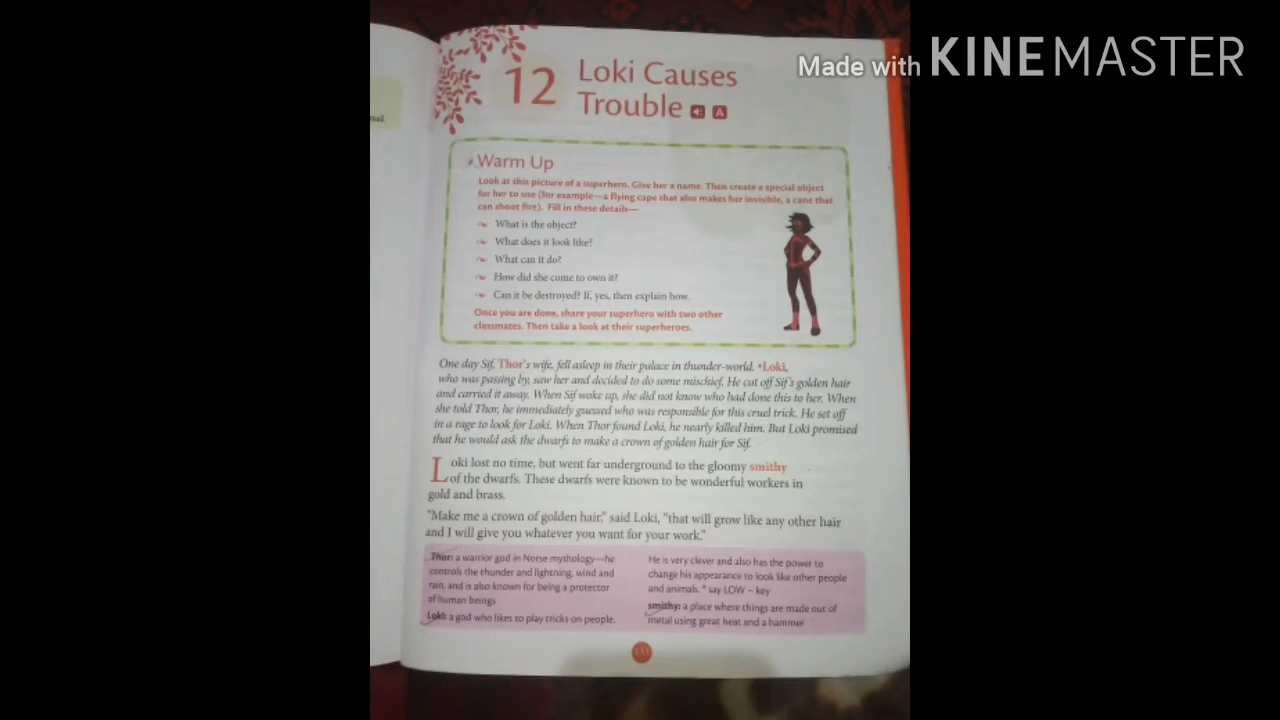 Made with KINEMASTER
mal.
12
Loki Causes
Trouble
A
Warm Up
Look at this picture of a superhero. Give her a name. Then create a special object
for her to use (for example—a flying cape that also makes her invisible, a cane that
can shoot fire). Fill in these details—
What is the object?
What does it look like?
What can it do?
How did she come to own it?
Can it be destroyed? If, yes, then explain how.
Once you are done, share your superhero with two other
classmates. Then take a look at their superheroes.
One day Sif, Thor's wife, fell asleep in their palace in thunder-world. *Loki,
who was passing by, saw her and decided to do some mischief. He cut off Sif's golden hair
and carried it away. When Sif woke up, she did not know who had done this to her. When
she told Thor, he immediately guessed who was responsible for this cruel trick. He set off
in a rage to look for Loki. When Thor found Loki, he nearly killed him. But Loki promised
that he would ask the dwarfs to make a crown of golden hair for Sif.
Loki lost no time, but went far underground to the gloomy smithy
of the dwarfs. These dwarfs were known to be wonderful workers in
gold and brass.
"Make me a crown of golden hair," said Loki, "that will grow like any other hair
and I will give you whatever you want for your work."
Thor: a warrior god in Norse mythology—he
controls the thunder and lightning, wind and
rain, and is also known for being a protector
of human beings
Loki: a god who likes to play tricks on people.
He is very clever and also has the power to
change his appearance to look like other people
and animals. * say LOW – key
smithy: a place where things are made out of
metal using great heat and a hammer